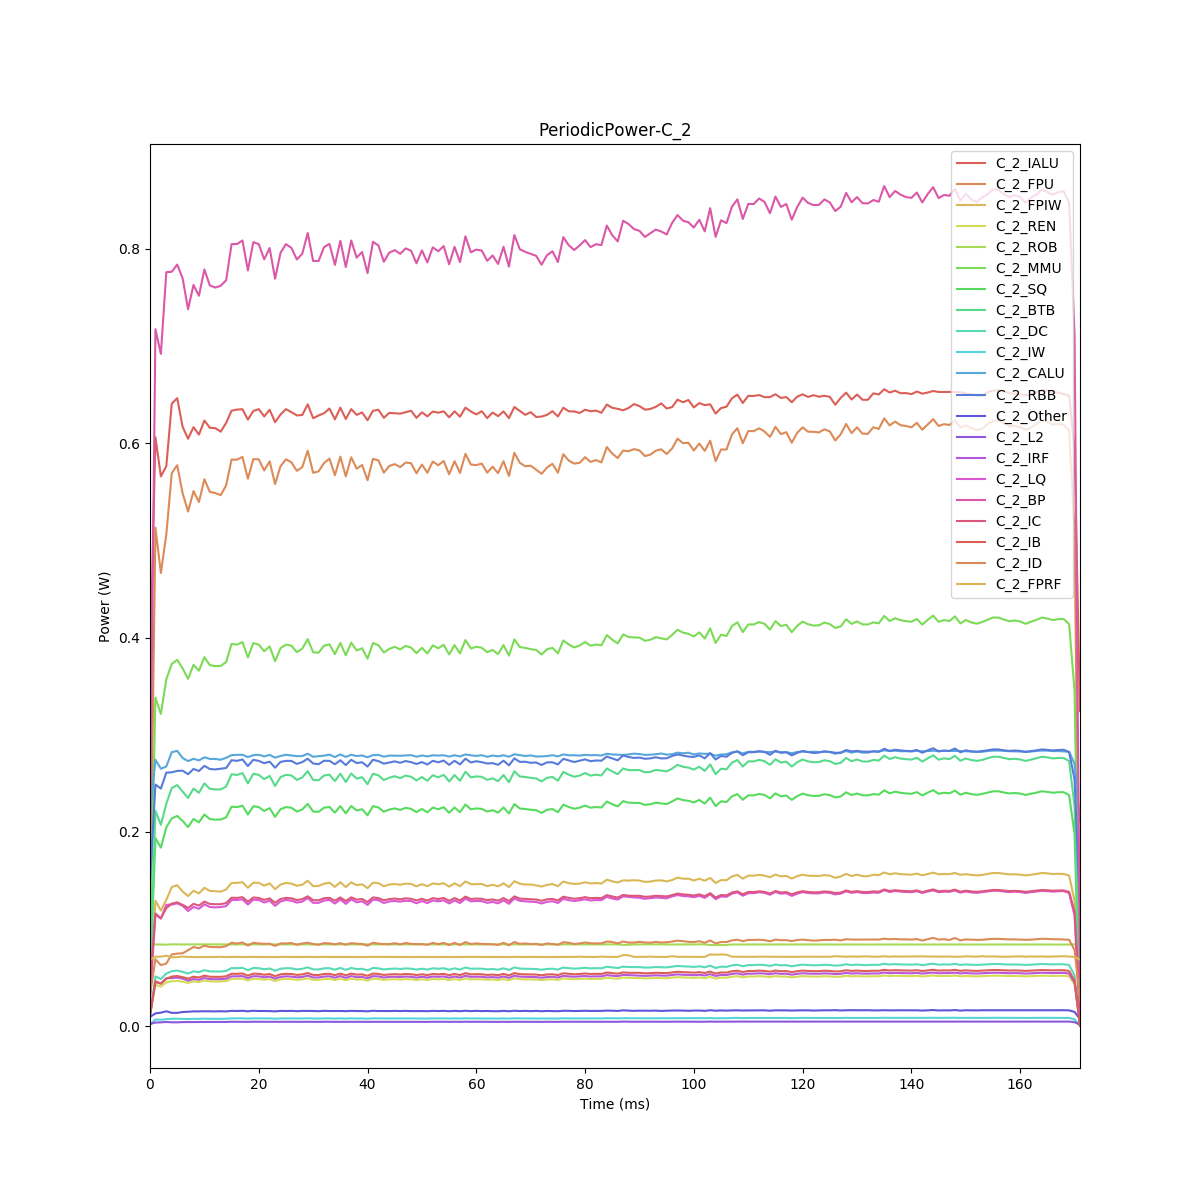 PeriodicPower-C_2
C_2_IALU
C_2_FPU
C_2_FPIW
C_2_REN
C_2_ROB
C_2_MMU
C_2_SQ
C_2_BTB
C_2_DC
C_2_IW
C_2_CALU
C_2_RBB
C_2_Other
C_2_L2
C_2_IRF
C_2_LQ
C_2_BP
C_2_IC
C_2_IB
C_2_ID
C_2_FPRF
Power (W)
0.8
0.6
0.4
0.2
0.0
0 20 40 60 80 100 120 140 160
Time (ms)